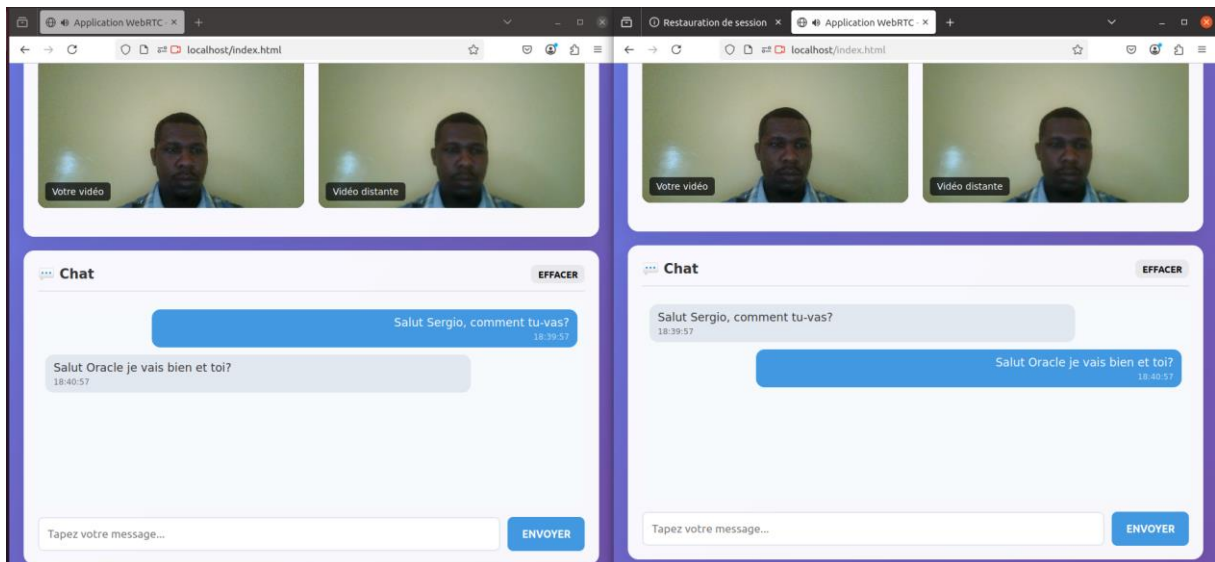 Application WebRTC -
localhost/index.html
Votre vidéo
Vidéo distante
Chat
EFFACER
Salut Sergio, comment tu-vas?
18:39:57
Salut Oracle je vais bien et toi?
18:40:57
Tapez votre message...
ENVOYER
Restauration de session
Application WebRTC -
localhost/index.html
Votre vidéo
Vidéo distante
Chat
EFFACER
Salut Sergio, comment tu-vas?
18:39:57
Salut Oracle je vais bien et toi?
18:40:57
Tapez votre message...
ENVOYER